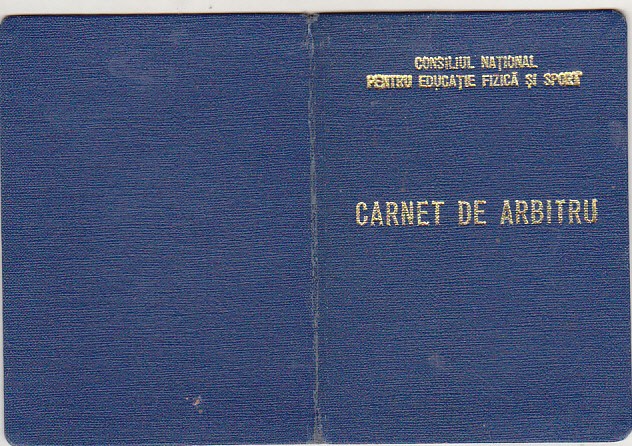 CONSILIUL NAȚIONAL
PENTRU EDUCAȚIE FIZICĂ ȘI SPORT
CARNET DE ARBITRU